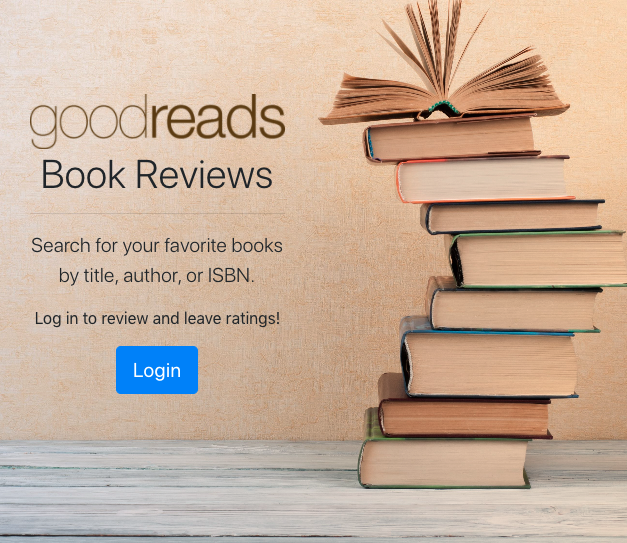 goodreads
Book Reviews
Search for your favorite books
by title, author, or ISBN.
Log in to review and leave ratings!
Login